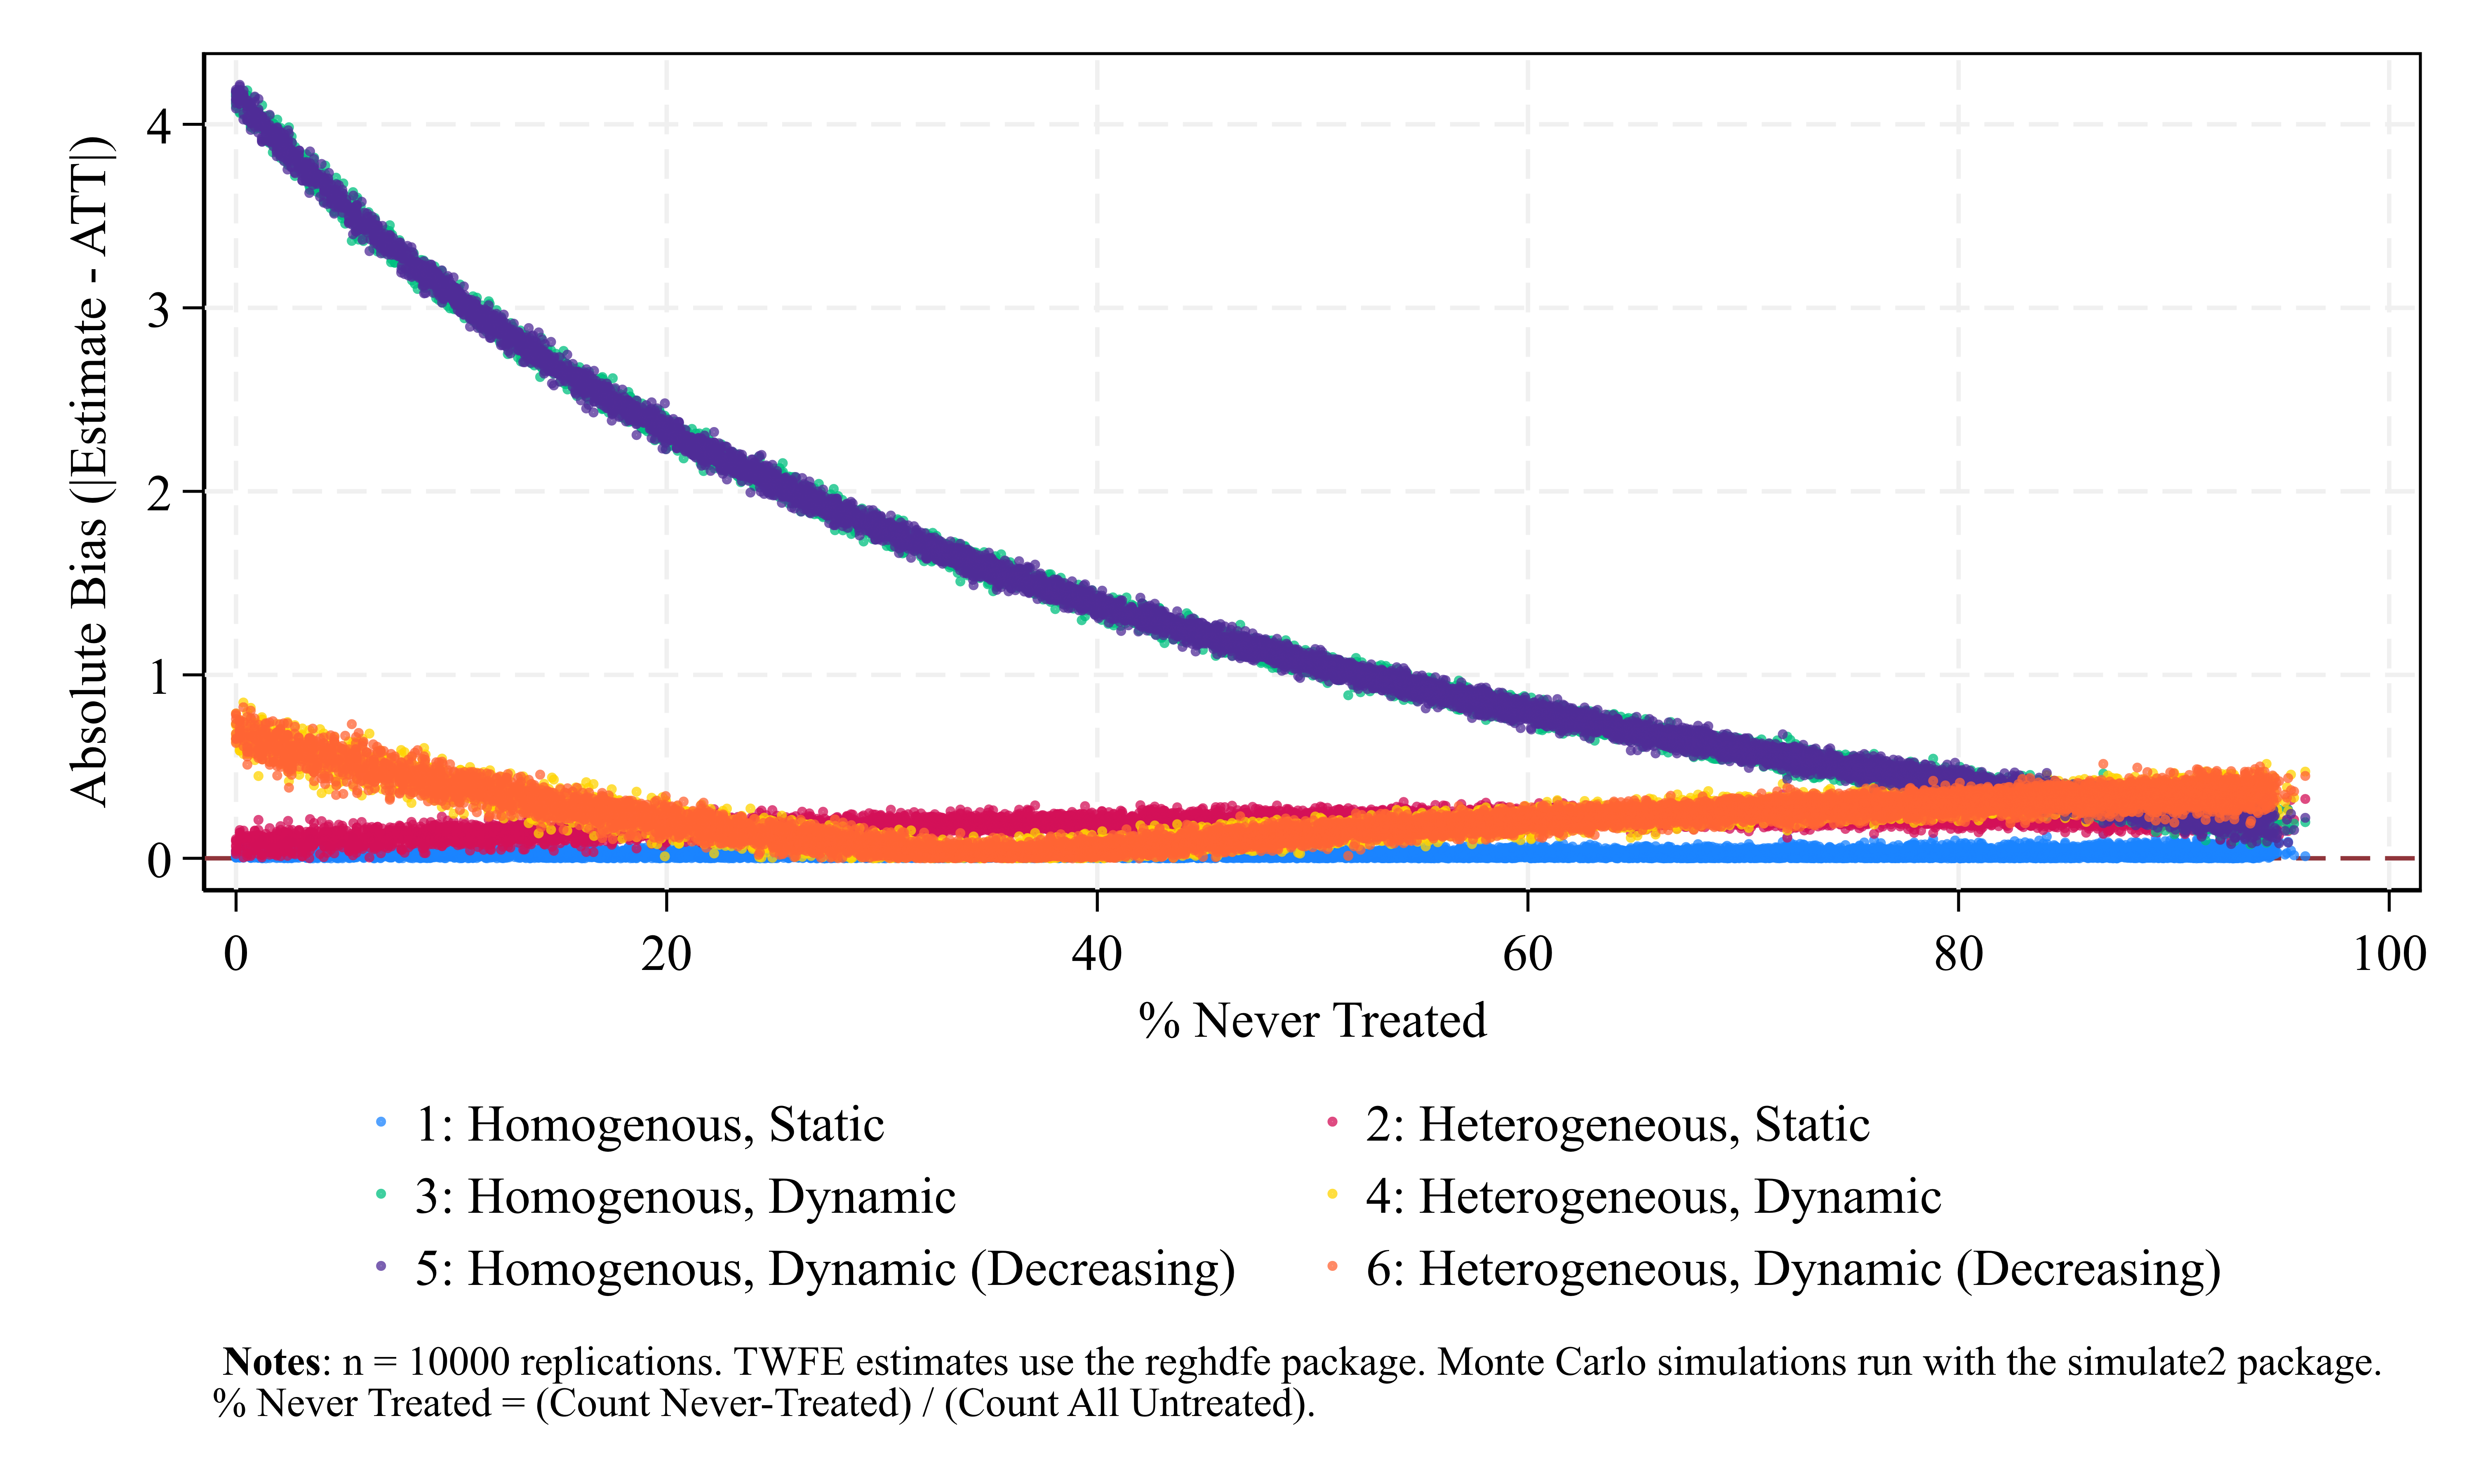 Absolute Bias (|Estimate - ATT|)
4
3
2
1
0
0 20 40 60 80 100
% Never Treated
1: Homogenous, Static
2: Heterogeneous, Static
3: Homogenous, Dynamic
4: Heterogeneous, Dynamic
5: Homogenous, Dynamic (Decreasing)
6: Heterogeneous, Dynamic (Decreasing)
Notes: n = 10000 replications. TWFE estimates use the reghdfe package. Monte Carlo simulations run with the simulate2 package.
% Never Treated = (Count Never-Treated) / (Count All Untreated).